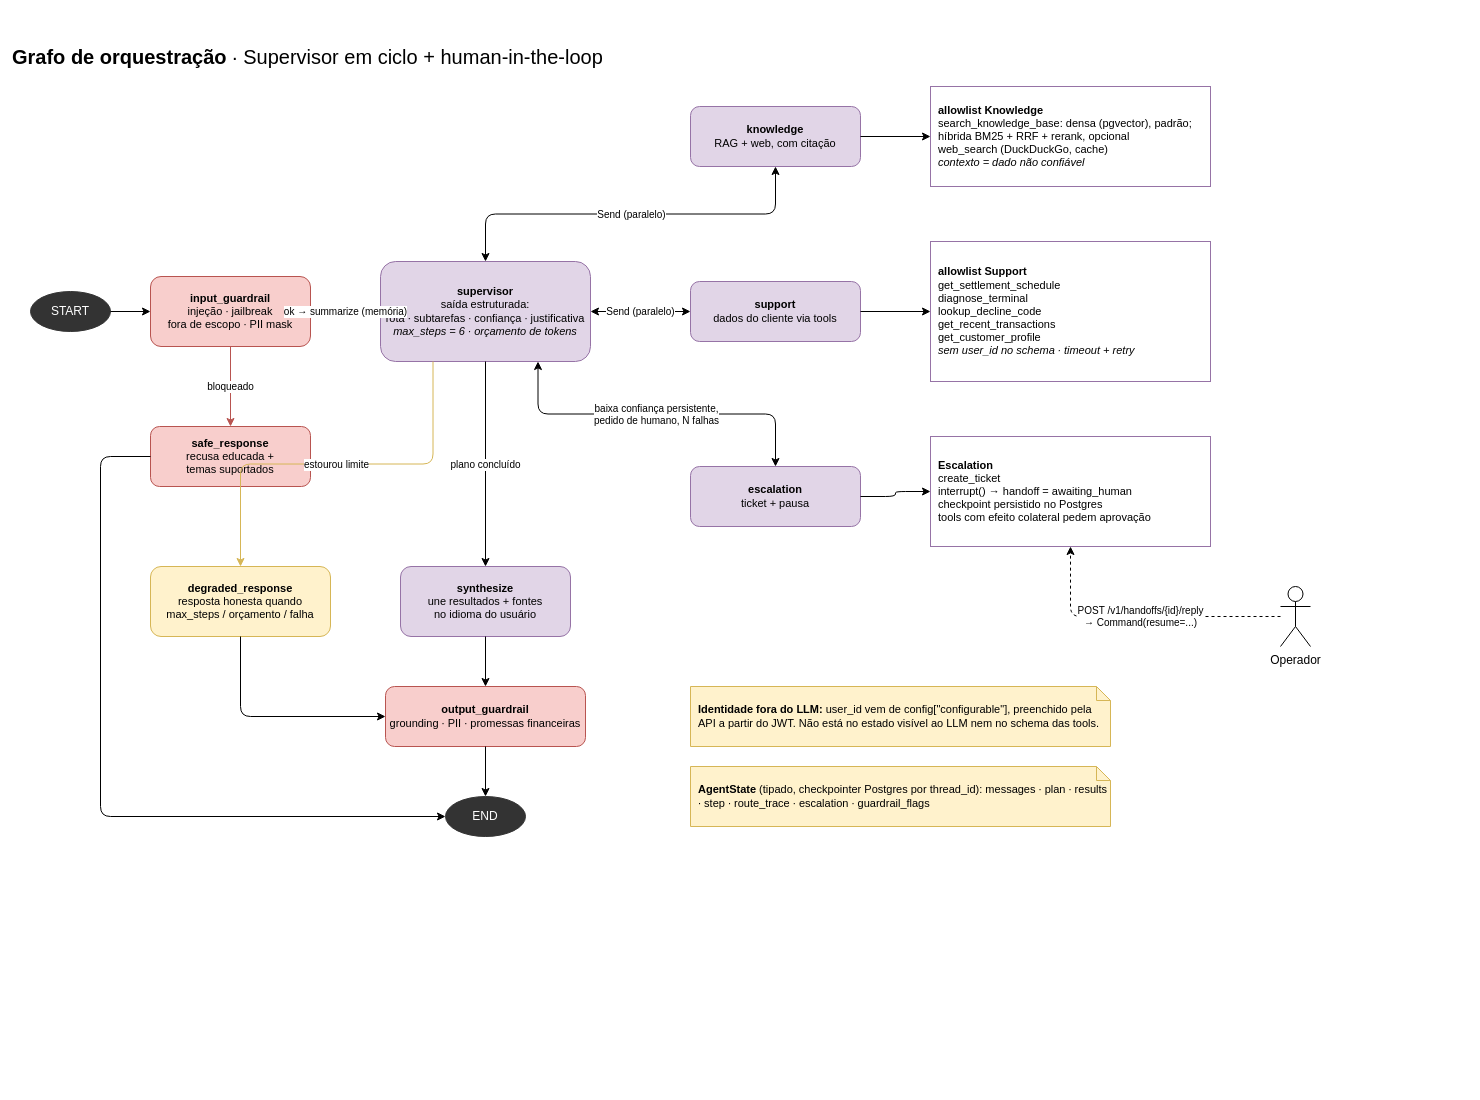 Grafo de orquestração · Supervisor em ciclo + human-in-the-loop
knowledge
RAG + web, com citação
allowlist Knowledge
search_knowledge_base: densa (pgvector), padrão;
híbrida BM25 + RRF + rerank, opcional
web_search (DuckDuckGo, cache)
contexto = dado não confiável
Send (paralelo)
START
input_guardrail
injeção · jailbreak
fora de escopo · PII mask
ok → summarize (memória)
supervisor
saída estruturada:
rota · subtarefas · confiança · justificativa
max_steps = 6 · orçamento de tokens
Send (paralelo)
support
dados do cliente via tools
allowlist Support
get_settlement_schedule
diagnose_terminal
lookup_decline_code
get_recent_transactions
get_customer_profile
sem user_id no schema · timeout + retry
bloqueado
baixa confiança persistente,
pedido de humano, N falhas
safe_response
recusa educada +
temas suportados
estourou limite
plano concluído
escalation
ticket + pausa
Escalation
create_ticket
interrupt() → handoff = awaiting_human
checkpoint persistido no Postgres
tools com efeito colateral pedem aprovação
degraded_response
resposta honesta quando
max_steps / orçamento / falha
synthesize
une resultados + fontes
no idioma do usuário
POST /v1/handoffs/{id}/reply
→ Command(resume=...)
Operador
output_guardrail
grounding · PII · promessas financeiras
Identidade fora do LLM: user_id vem de config["configurable"], preenchido pela
API a partir do JWT. Não está no estado visível ao LLM nem no schema das tools.
AgentState (tipado, checkpointer Postgres por thread_id): messages · plan · results
· step · route_trace · escalation · guardrail_flags
END